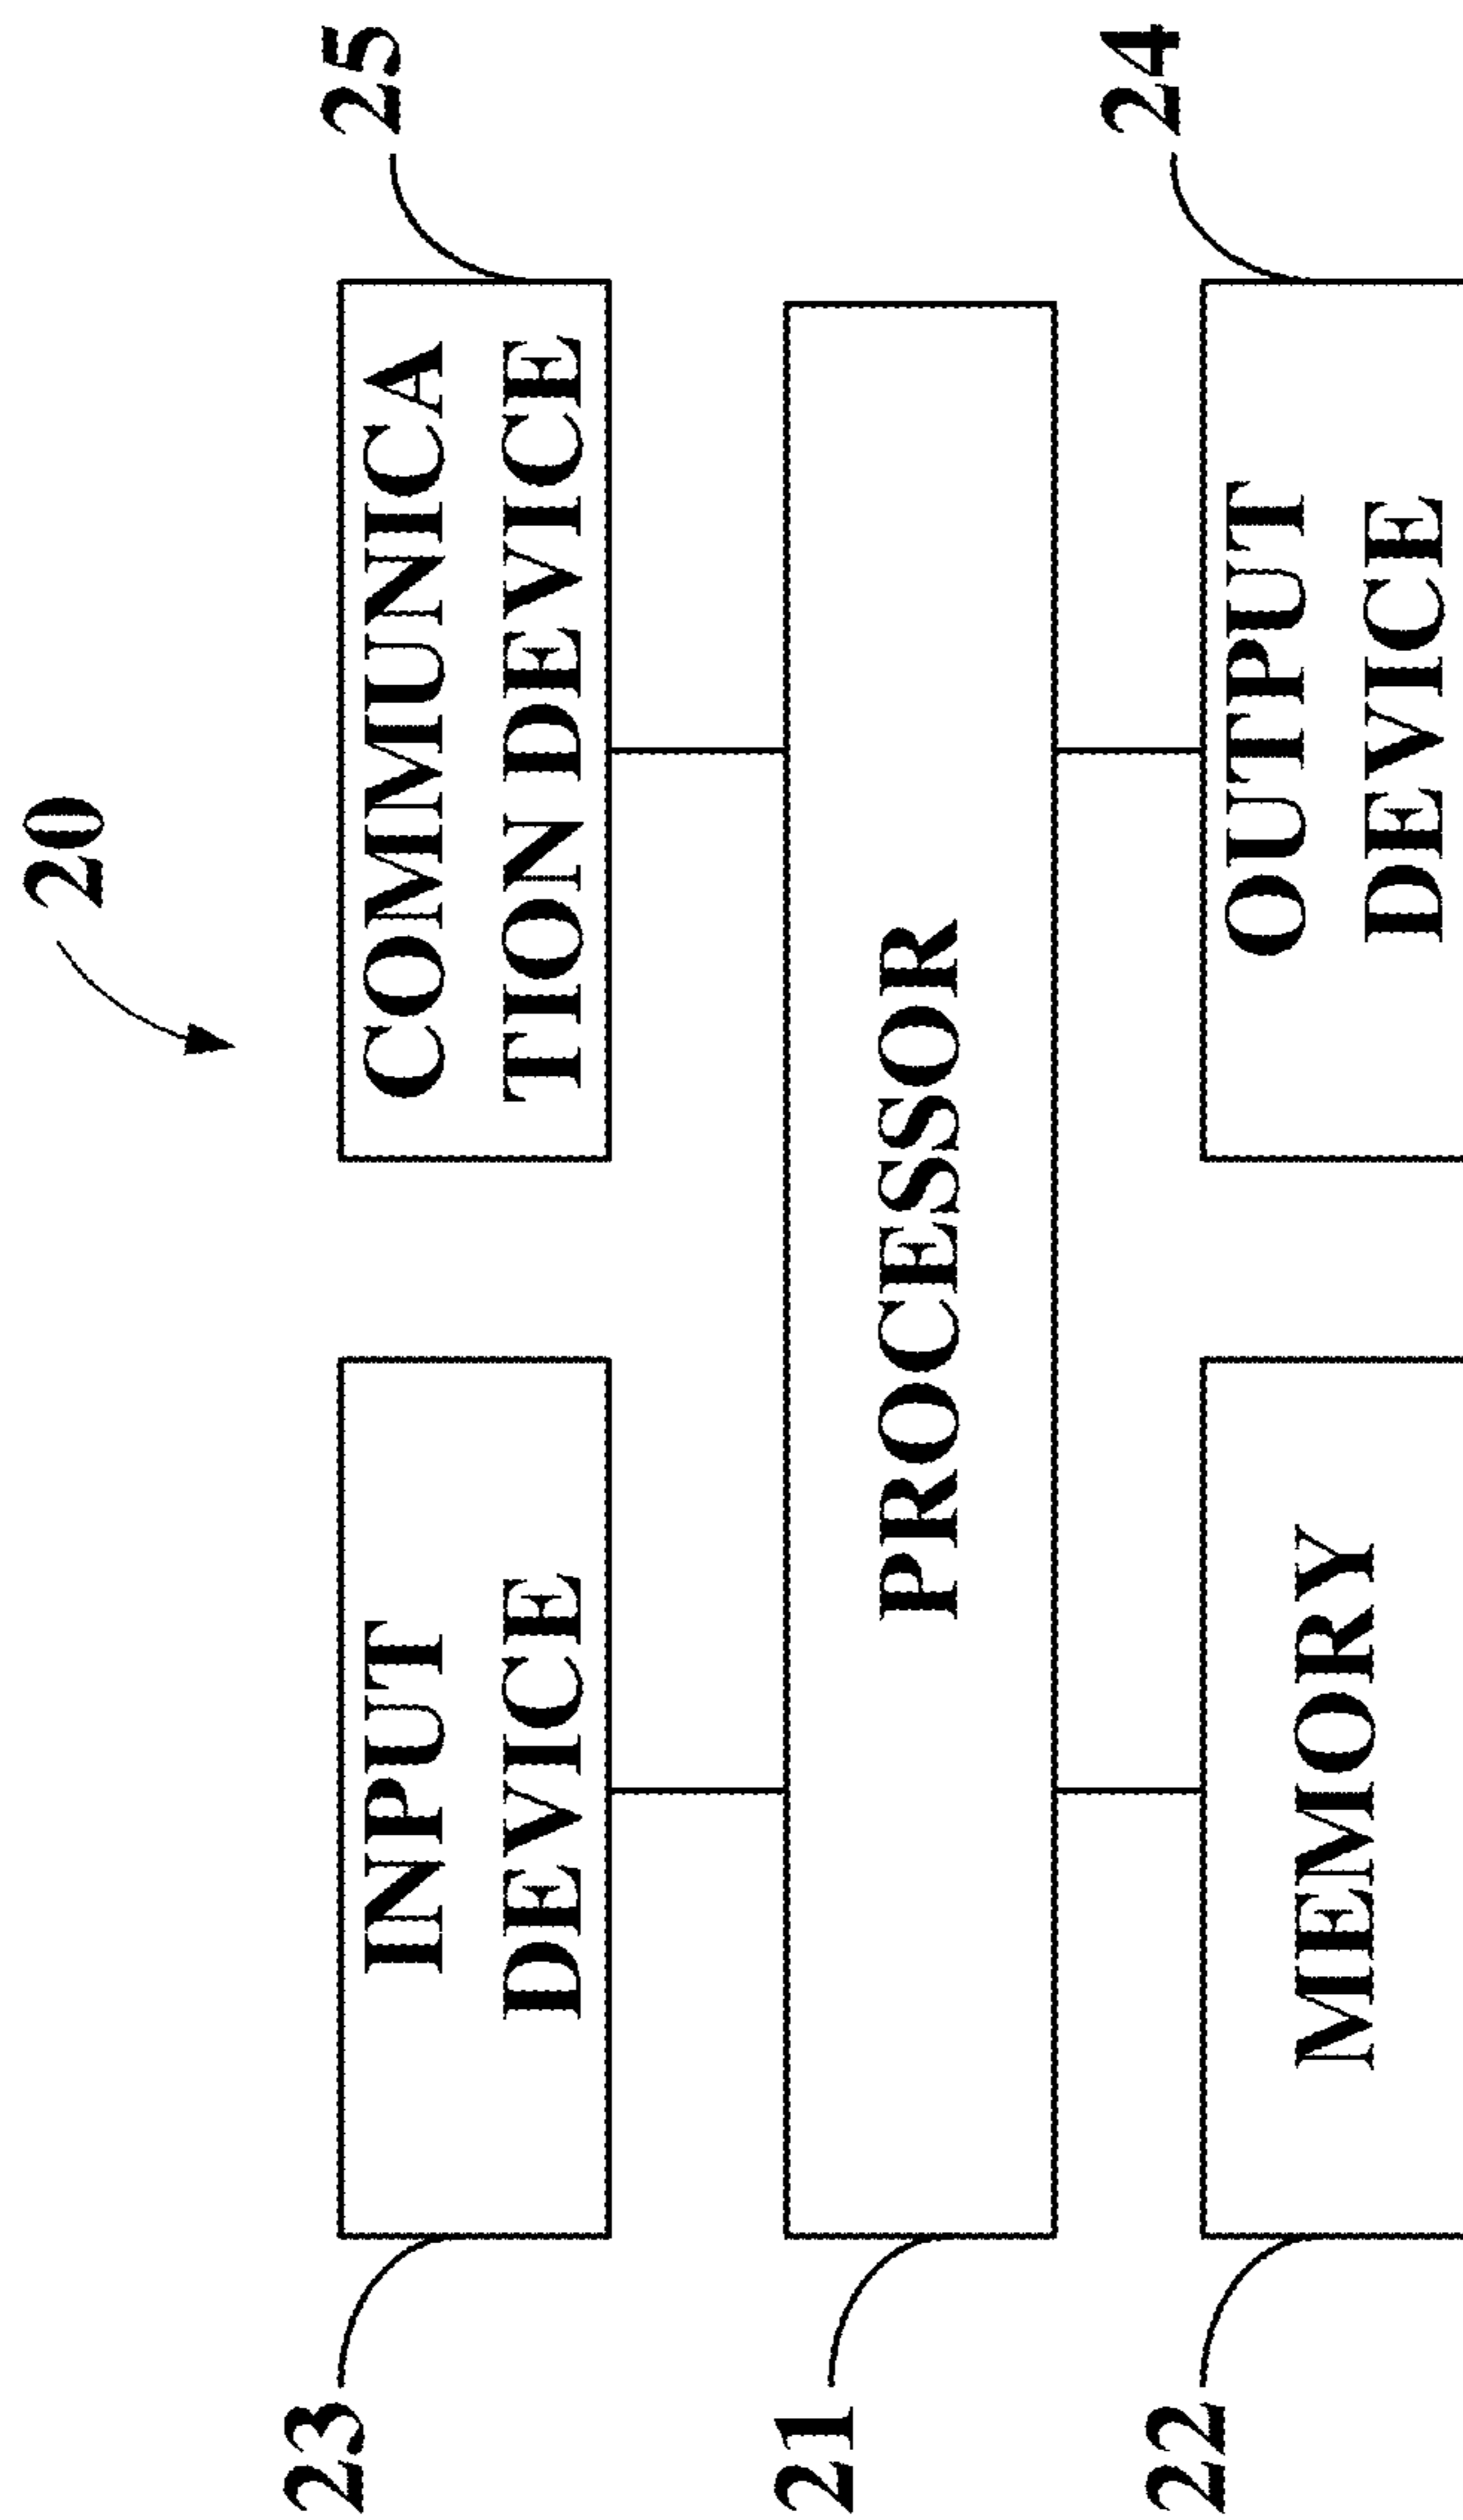 20
23
INPUT
DEVICE
COMMUNICA
TION DEVICE
25
21
PROCESSOR
22
MEMORY
OUTPUT
DEVICE
24